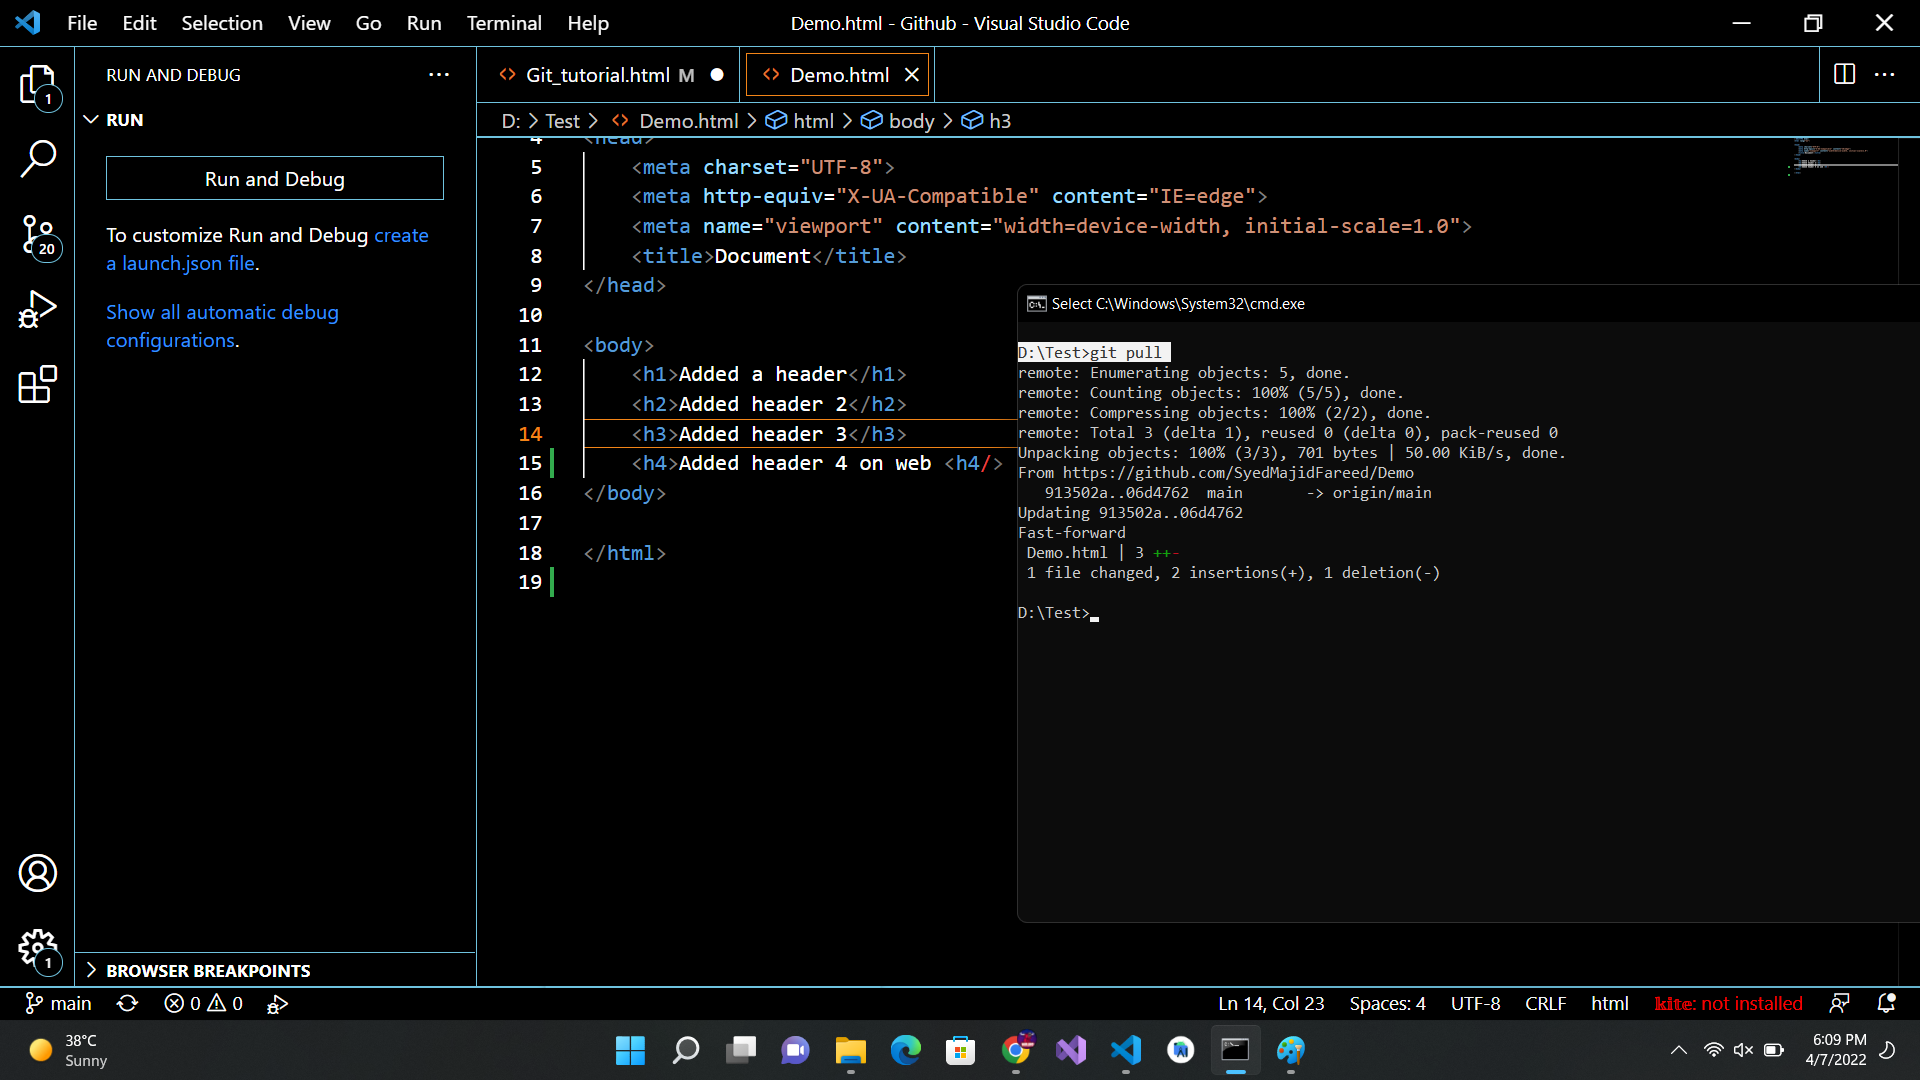 File Edit Selection View Go Run Terminal Help
Demo.html - Github - Visual Studio Code
RUN AND DEBUG
Git_tutorial.html M
Demo.html
1
RUN
D: > Test > Demo.html > html > body > h3
Run and Debug
To customize Run and Debug create
a launch.json file.
Show all automatic debug
configurations.
20
4 <head>
5 <meta charset="UTF-8">
6 <meta http-equiv="X-UA-Compatible" content="IE=edge">
7 <meta name="viewport" content="width=device-width, initial-scale=1.0">
8 <title>Document</title>
9 </head>
10
11 <body>
12 <h1>Added a header</h1>
13 <h2>Added header 2</h2>
14 <h3>Added header 3</h3>
15 <h4>Added header 4 on web <h4/>
16 </body>
17
18 </html>
19
Select C:\Windows\System32\cmd.exe
D:\Test>git pull
remote: Enumerating objects: 5, done.
remote: Counting objects: 100% (5/5), done.
remote: Compressing objects: 100% (2/2), done.
remote: Total 3 (delta 1), reused 0 (delta 0), pack-reused 0
Unpacking objects: 100% (3/3), 701 bytes | 50.00 KiB/s, done.
From https://github.com/SyedMajidFareed/Demo
913502a..06d4762 main -> origin/main
Updating 913502a..06d4762
Fast-forward
Demo.html | 3 ++-
1 file changed, 2 insertions(+), 1 deletion(-)
D:\Test>
1
BROWSER BREAKPOINTS
main 0 0
Ln 14, Col 23 Spaces: 4 UTF-8 CRLF html kite: not installed
38°C
Sunny
6:09 PM
4/7/2022